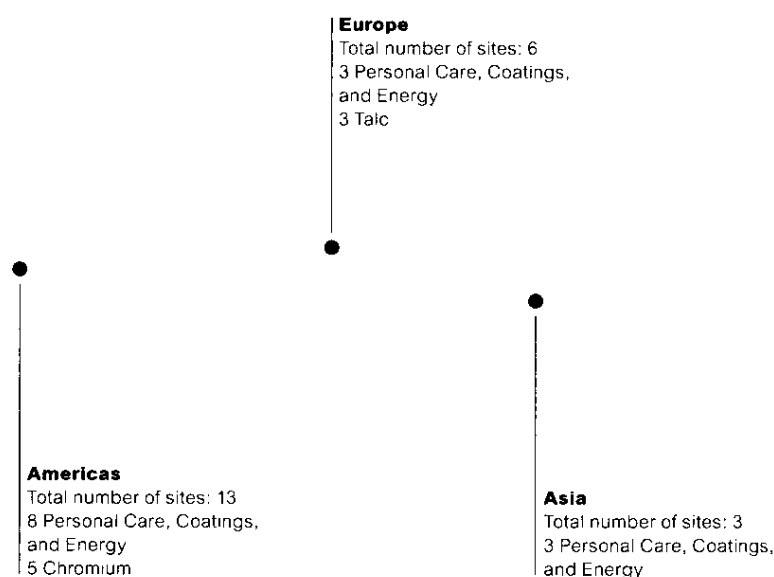 Europe
Total number of sites: 6
3 Personal Care, Coatings,
and Energy
3 Talc
Americas
Total number of sites: 13
8 Personal Care, Coatings,
and Energy
5 Chromium
Asia
Total number of sites: 3
3 Personal Care, Coatings,
and Energy